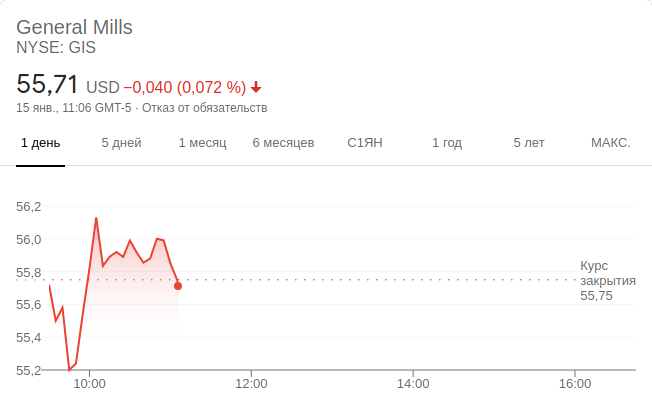 General Mills
NYSE: GIS
55,71 USD −0,040 (0,072 %)
15 янв., 11:06 GMT-5 · Отказ от обязательств
1 день 5 дней 1 месяц 6 месяцев С1ЯН 1 год 5 лет МАКС.
56,2
56,0
55,8
55,6
55,4
55,2
Курс
закрытия
55,75
10:00 12:00 14:00 16:00